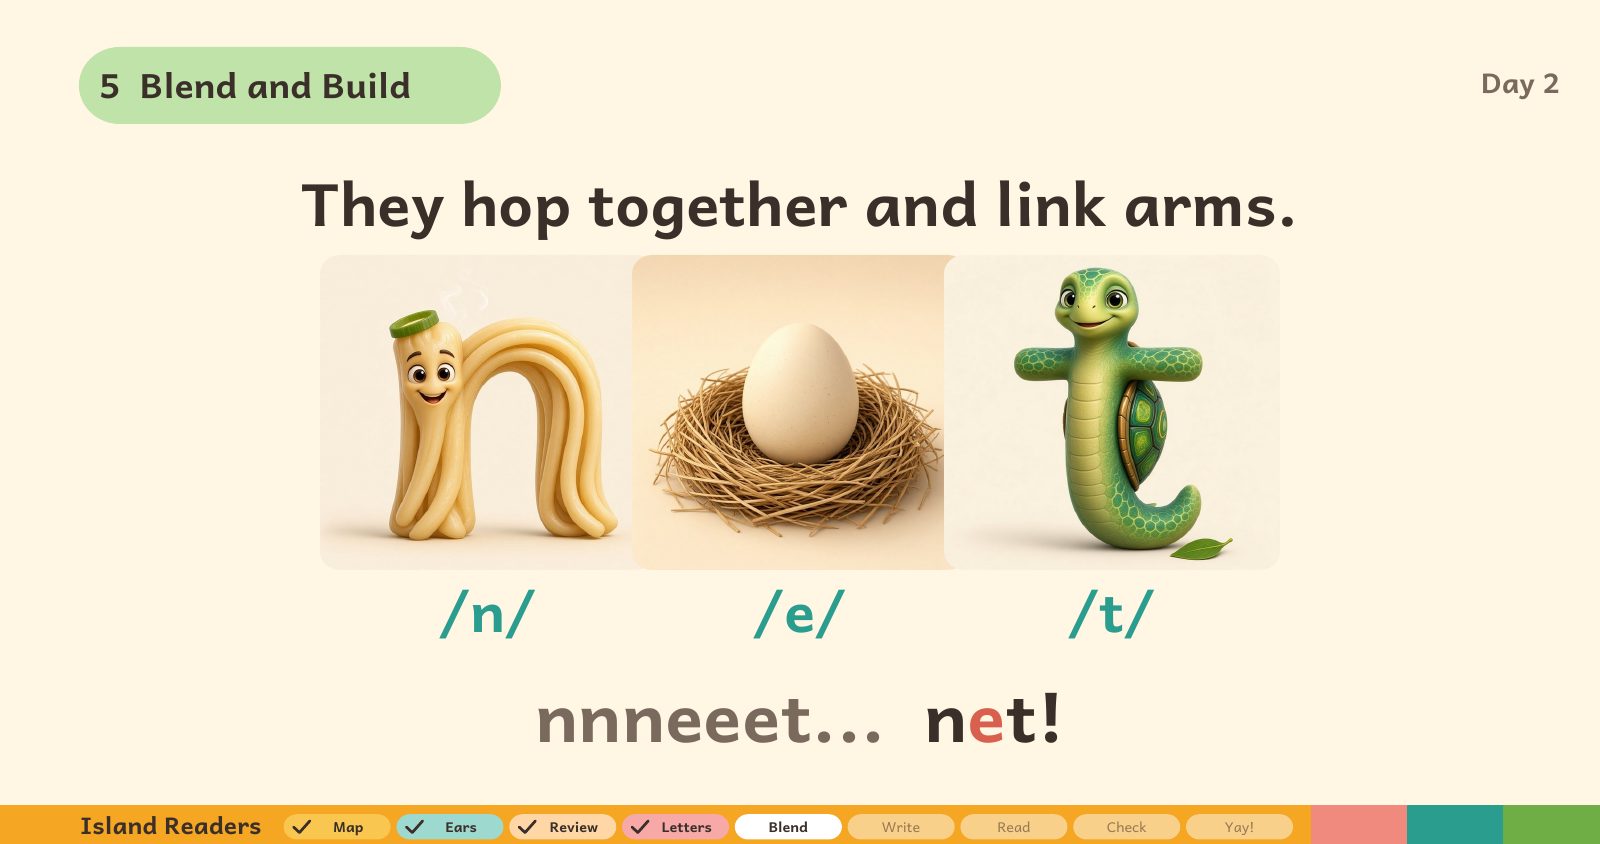 5 Blend and Build
Day 2
They hop together and link arms.
/n/ /e/ /t/
nnneeet... net!
Island Readers Map Ears Review Letters Blend Write Read Check Yay!